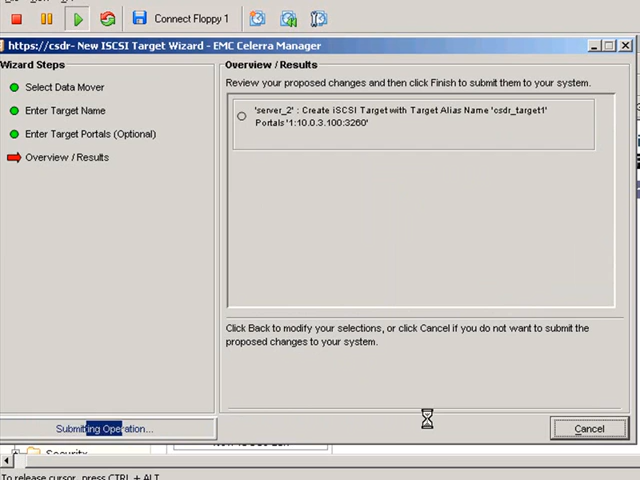 Connect Floppy 1
https://csdr- New ISCSI Target Wizard - EMC Celerra Manager
Wizard Steps
Select Data Mover
Enter Target Name
Enter Target Portals (Optional)
Overview / Results
Overview / Results
Review your proposed changes and then click Finish to submit them to your system.
'server_2' : Create iSCSI Target with Target Alias Name 'csdr_target1'
Portals '1:10.0.3.100:3260'
Click Back to modify your selections, or click Cancel if you do not want to submit the
proposed changes to your system.
Submitting Operation...
Cancel
Security
To release cursor, press CTRL + ALT